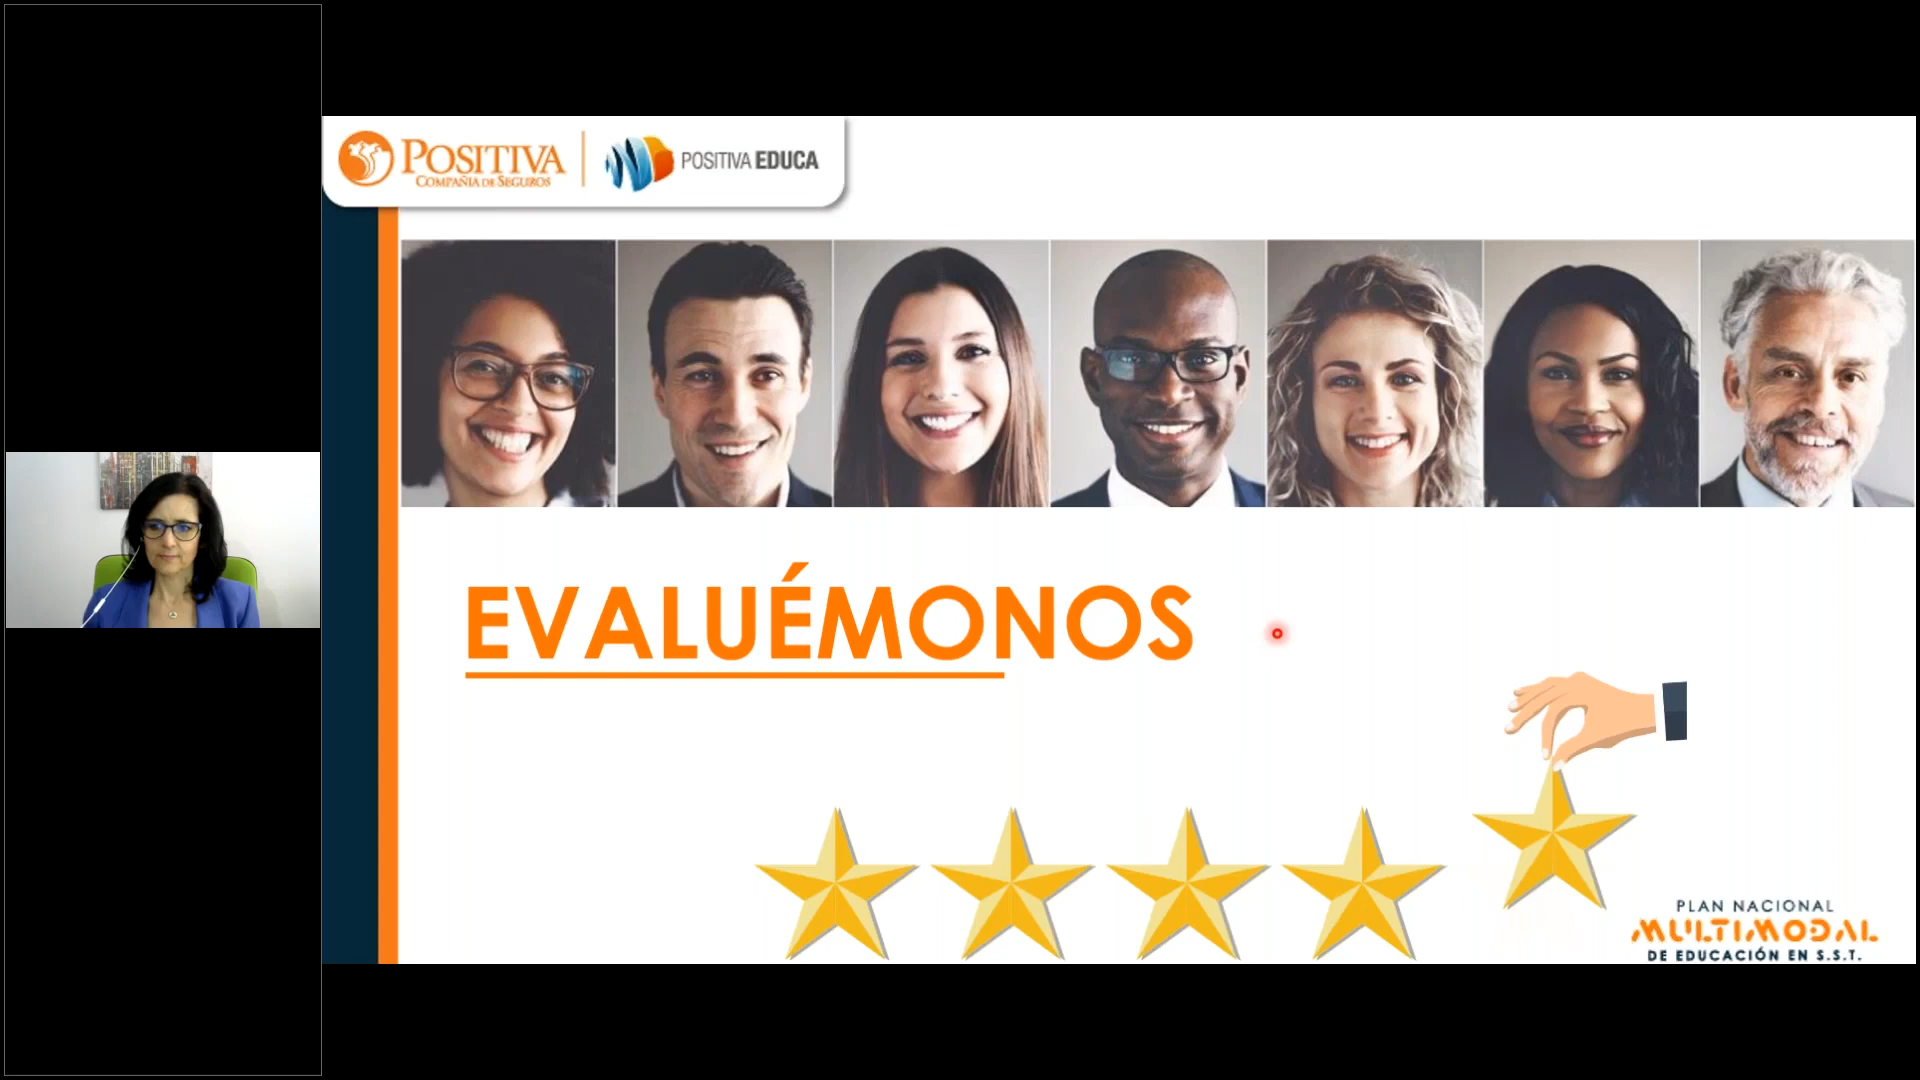 POSITIVA
COMPAÑÍA DE SEGUROS
POSITIVA EDUCA
EVALUÉMONOS
PLAN NACIONAL
MULTIMODAL
DE EDUCACIÓN EN S.S.T.